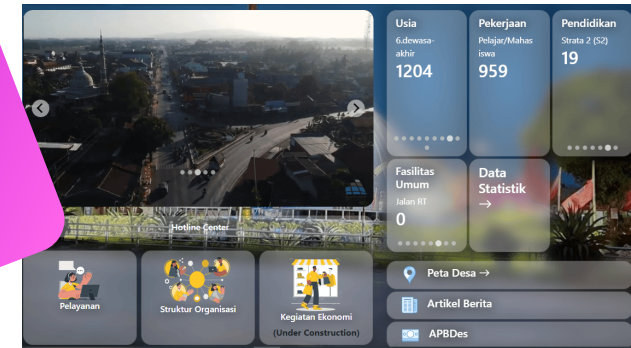 Usia
6.dewasa-
akhir
1204
Pekerjaan
Pelajar/Mahas
iswa
959
Pendidikan
Strata 2 (S2)
19
Fasilitas
Umum
Jalan RT
0
Data
Statistik
→
Hotline Center
Pelayanan
Struktur Organisasi
Kegiatan Ekonomi
(Under Construction)
Peta Desa →
Artikel Berita
APBDes